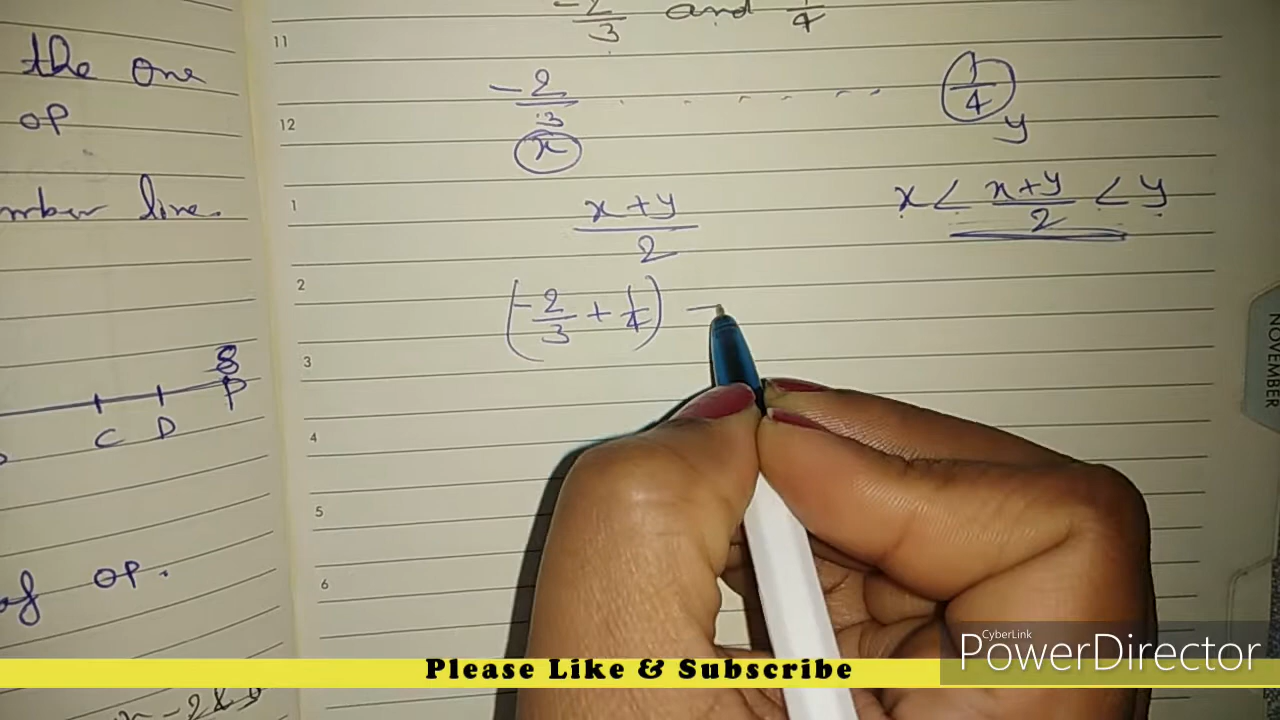 -2/3 and 1/4
11
the one
-2/3 . - - - - - 1/4
op
12
x
y
1
mber line.
x+y/2
x < x+y/2 < y
2
(-2/3 + 1/4) -
3
8
P
C D
4
5
6
of op.
NOVEMBER
CyberLink
PowerDirector
Please Like & Subscribe